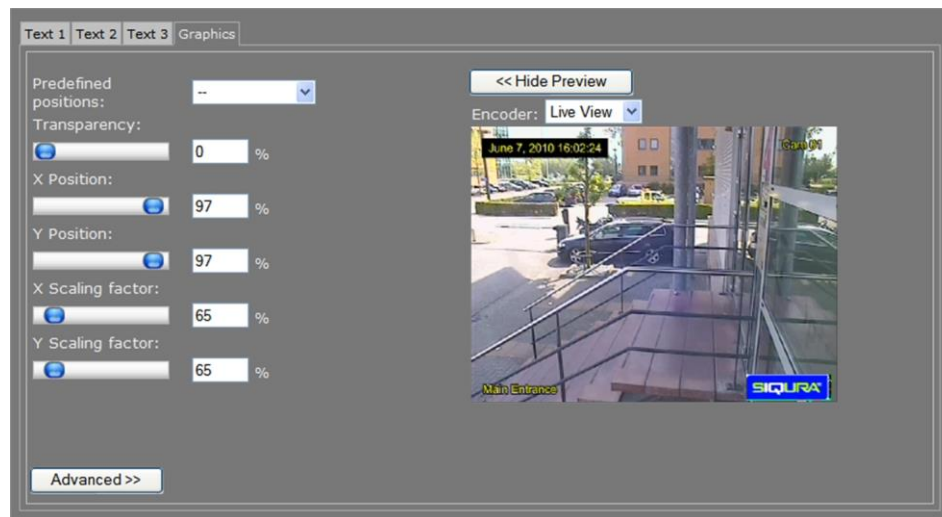 Text 1 Text 2 Text 3 Graphics
Predefined positions:
--
Transparency:
0 %
X Position:
97 %
Y Position:
97 %
X Scaling factor:
65 %
Y Scaling factor:
65 %
Advanced >>
<< Hide Preview
Encoder: Live View
June 7, 2010 16:02:24
Cam 01
Main Entrance
SIQURA